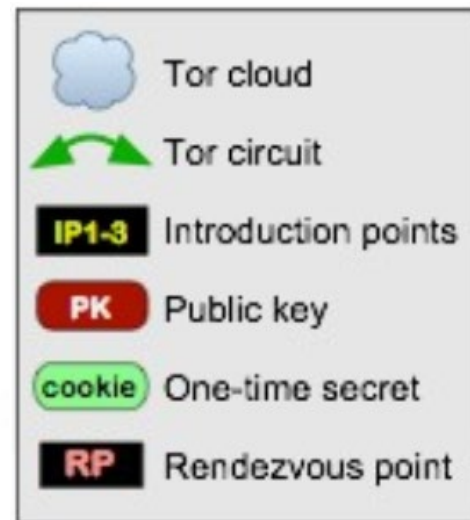 Tor cloud
Tor circuit
IP1-3 Introduction points
PK Public key
cookie One-time secret
RP Rendezvous point